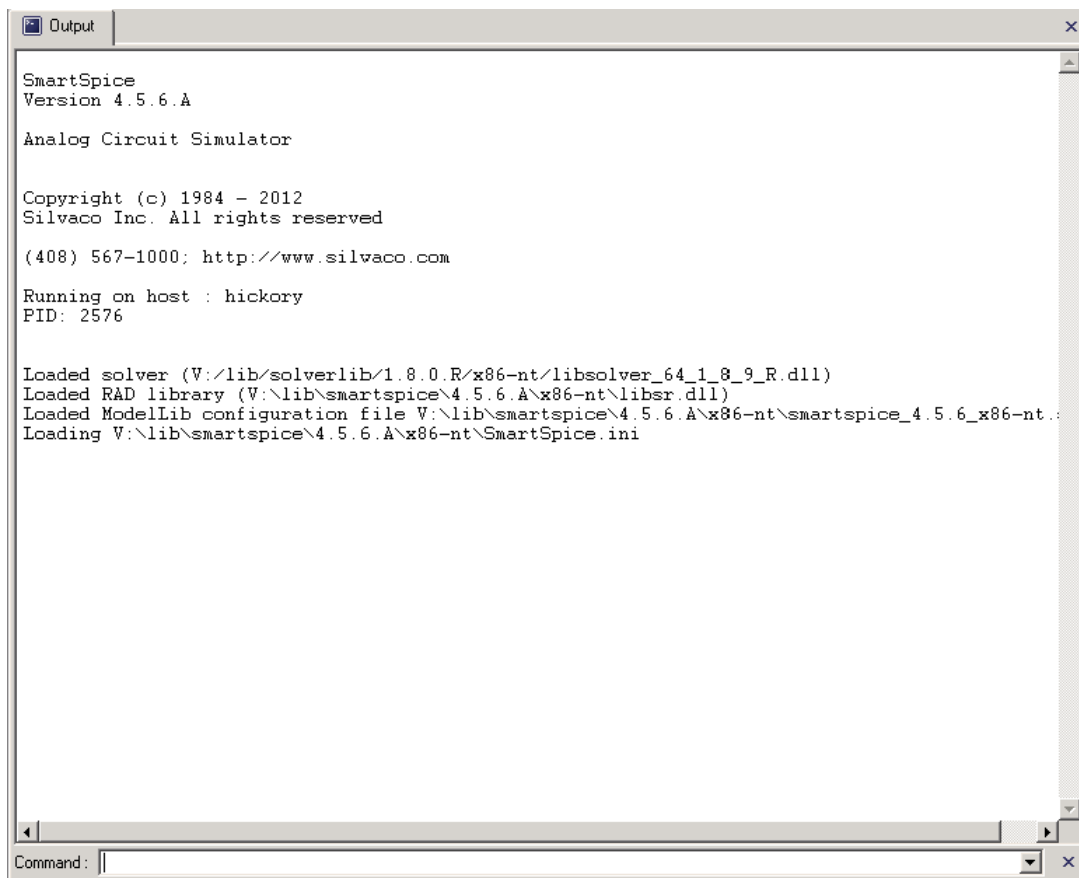 Output
SmartSpice
Version 4.5.6.A
Analog Circuit Simulator
Copyright (c) 1984 - 2012
Silvaco Inc. All rights reserved
(408) 567-1000; http://www.silvaco.com
Running on host : hickory
PID: 2576
Loaded solver (V:/lib/solverlib/1.8.0.R/x86-nt/libsolver_64_1_8_9_R.dll)
Loaded RAD library (V:\lib\smartspice\4.5.6.A\x86-nt\libsr.dll)
Loaded ModelLib configuration file V:\lib\smartspice\4.5.6.A\x86-nt\smartspice_4.5.6_x86-nt.
Loading V:\lib\smartspice\4.5.6.A\x86-nt\SmartSpice.ini
Command: